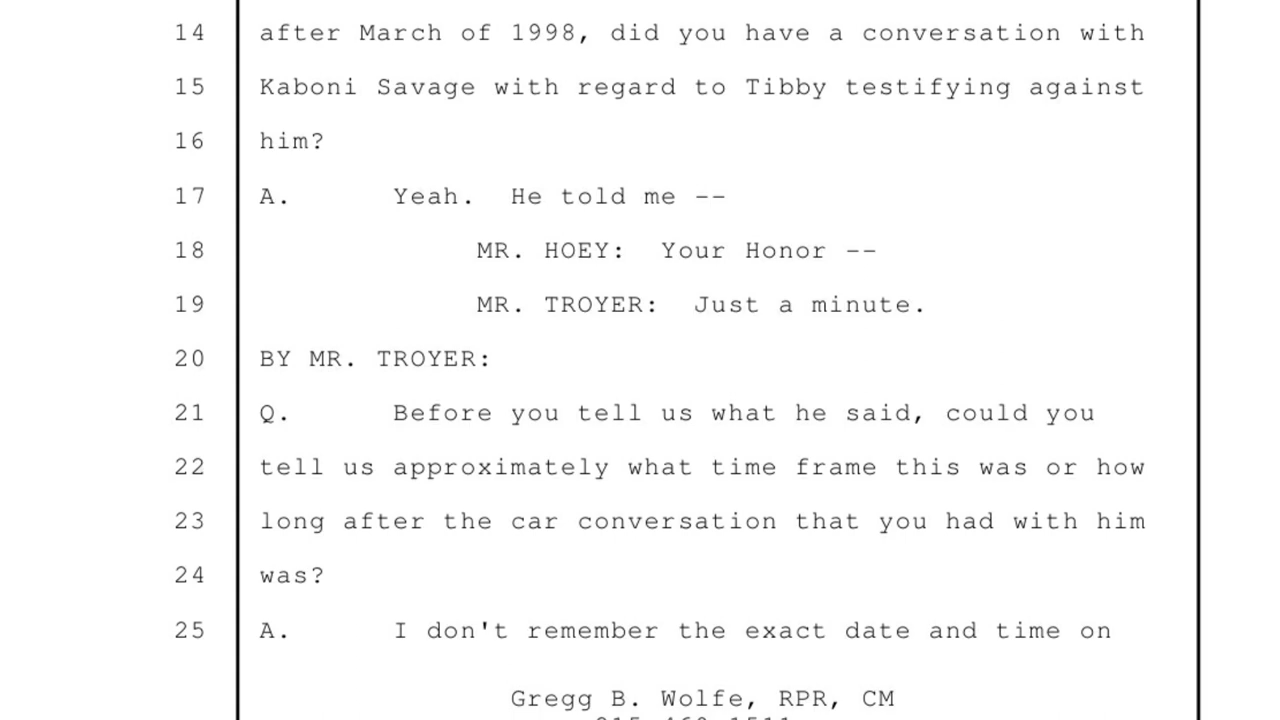 14 after March of 1998, did you have a conversation with
15 Kaboni Savage with regard to Tibby testifying against
16 him?
17 A. Yeah. He told me --
18 MR. HOEY: Your Honor --
19 MR. TROYER: Just a minute.
20 BY MR. TROYER:
21 Q. Before you tell us what he said, could you
22 tell us approximately what time frame this was or how
23 long after the car conversation that you had with him
24 was?
25 A. I don't remember the exact date and time on
Gregg B. Wolfe, RPR, CM